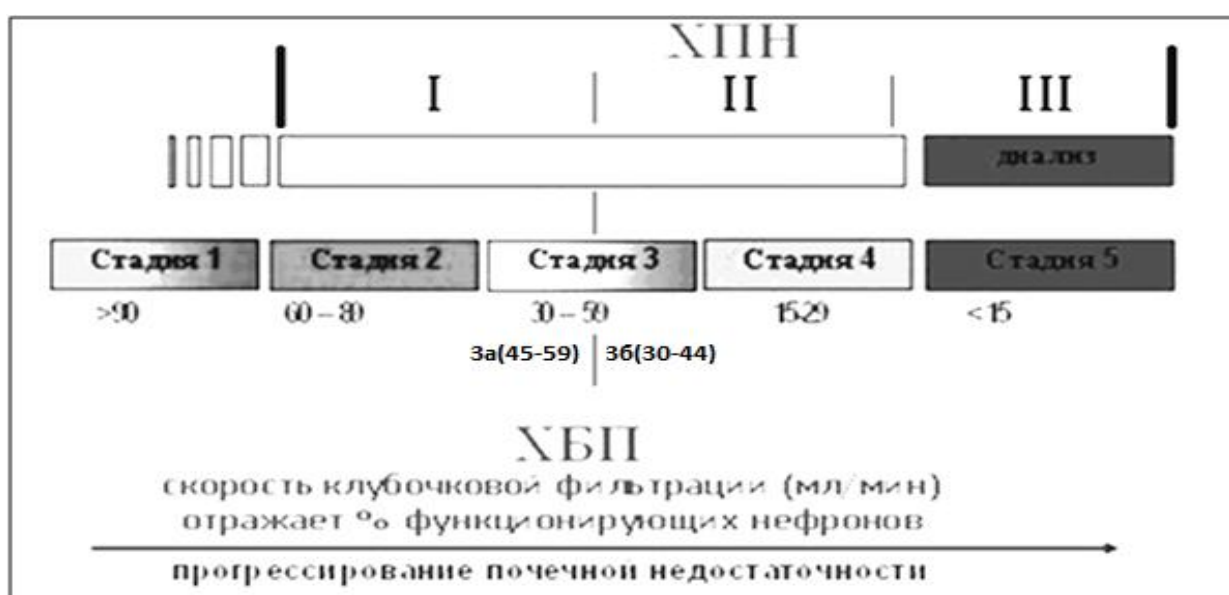 ХПН
I II III
диализ
Стадия 1 Стадия 2 Стадия 3 Стадия 4 Стадия 5
>90 60 – 89 30 – 59 15-29 <15
3а(45-59) 3б(30-44)
ХБП
скорость клубочковой фильтрации (мл/мин)
отражает % функционирующих нефронов
прогрессирование почечной недостаточности